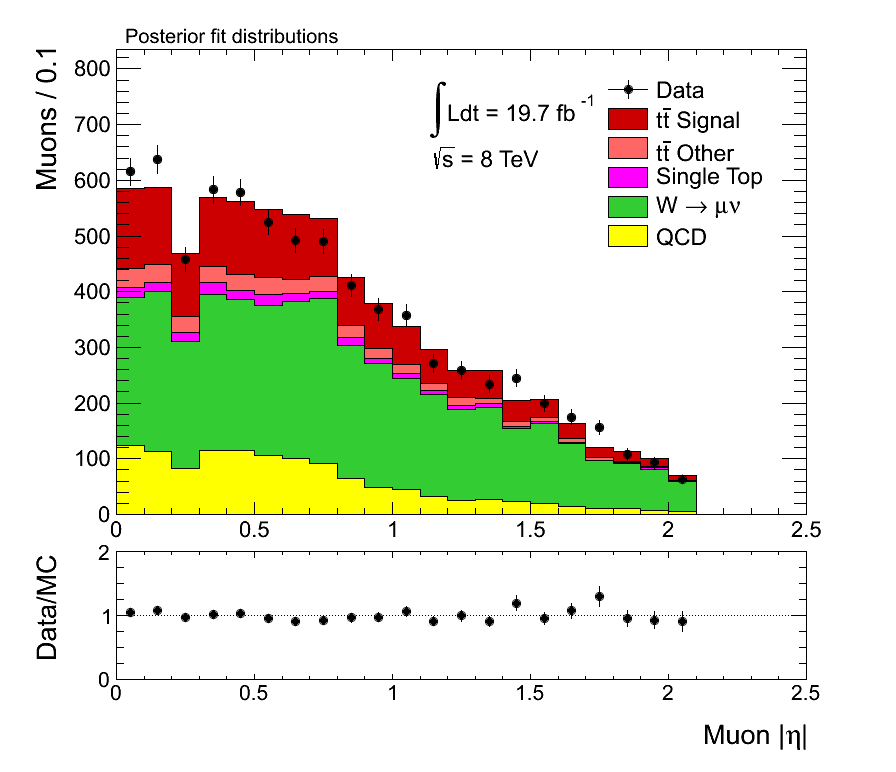 Posterior fit distributions
Muons / 0.1
800
700
600
500
400
300
200
100
0
0 0.5 1 1.5 2 2.5
∫ Ldt = 19.7 fb⁻¹
√s = 8 TeV
Data
tt̄ Signal
tt̄ Other
Single Top
W → μν
QCD
Data/MC
2
1
0
0 0.5 1 1.5 2 2.5
Muon |η|